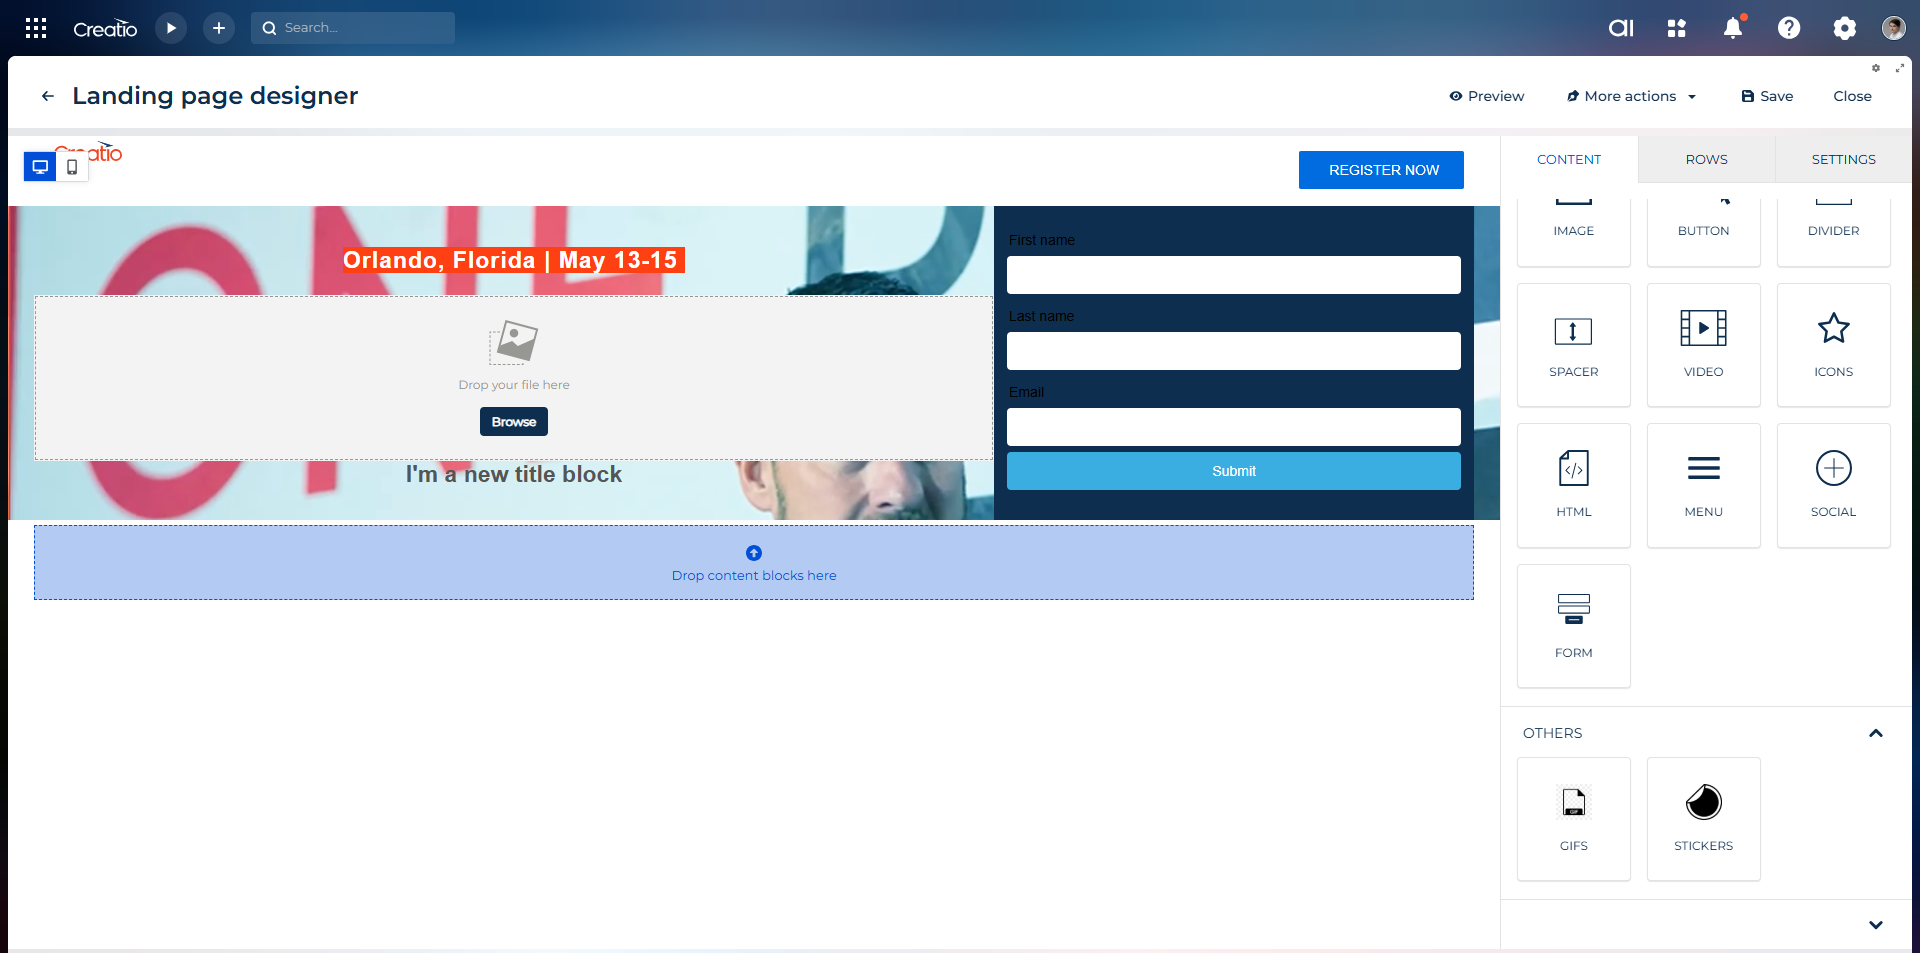 Creatio
Search...
Landing page designer
Preview
More actions
Save
Close
Creatio
REGISTER NOW
CONTENT
ROWS
SETTINGS
Orlando, Florida | May 13-15
Drop your file here
Browse
I'm a new title block
First name
Last name
Email
Submit
Drop content blocks here
IMAGE
BUTTON
DIVIDER
SPACER
VIDEO
ICONS
HTML
MENU
SOCIAL
FORM
OTHERS
GIF
GIFS
STICKERS